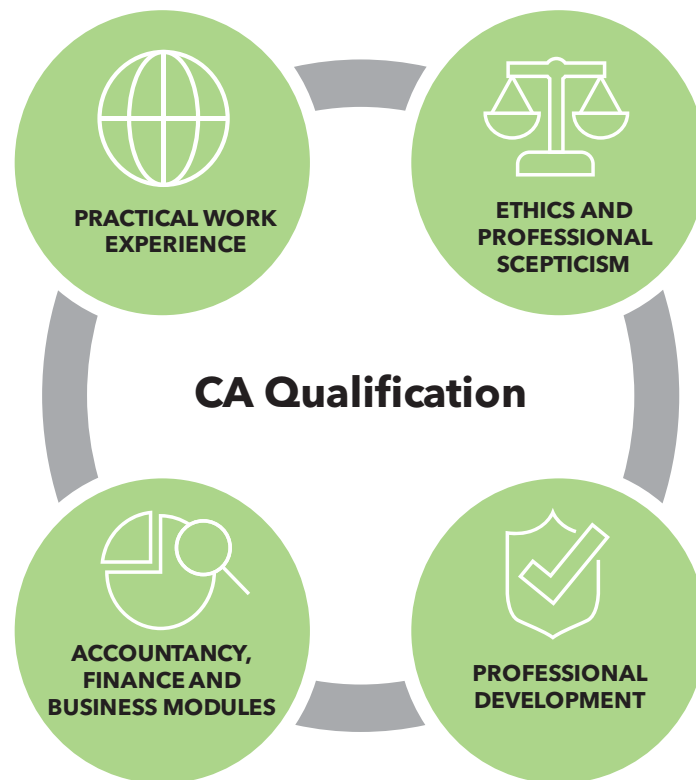 PRACTICAL WORK
EXPERIENCE
ETHICS AND
PROFESSIONAL
SCEPTICISM
CA Qualification
ACCOUNTANCY,
FINANCE AND
BUSINESS MODULES
PROFESSIONAL
DEVELOPMENT